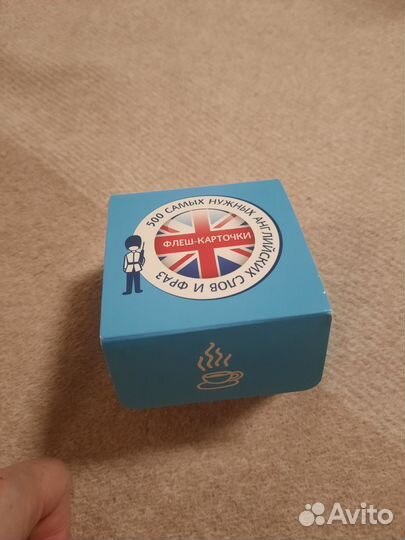 500 САМЫХ НУЖНЫХ АНГЛИЙСКИХ СЛОВ И ФРАЗ
ФЛЕШ-КАРТОЧКИ
Avito